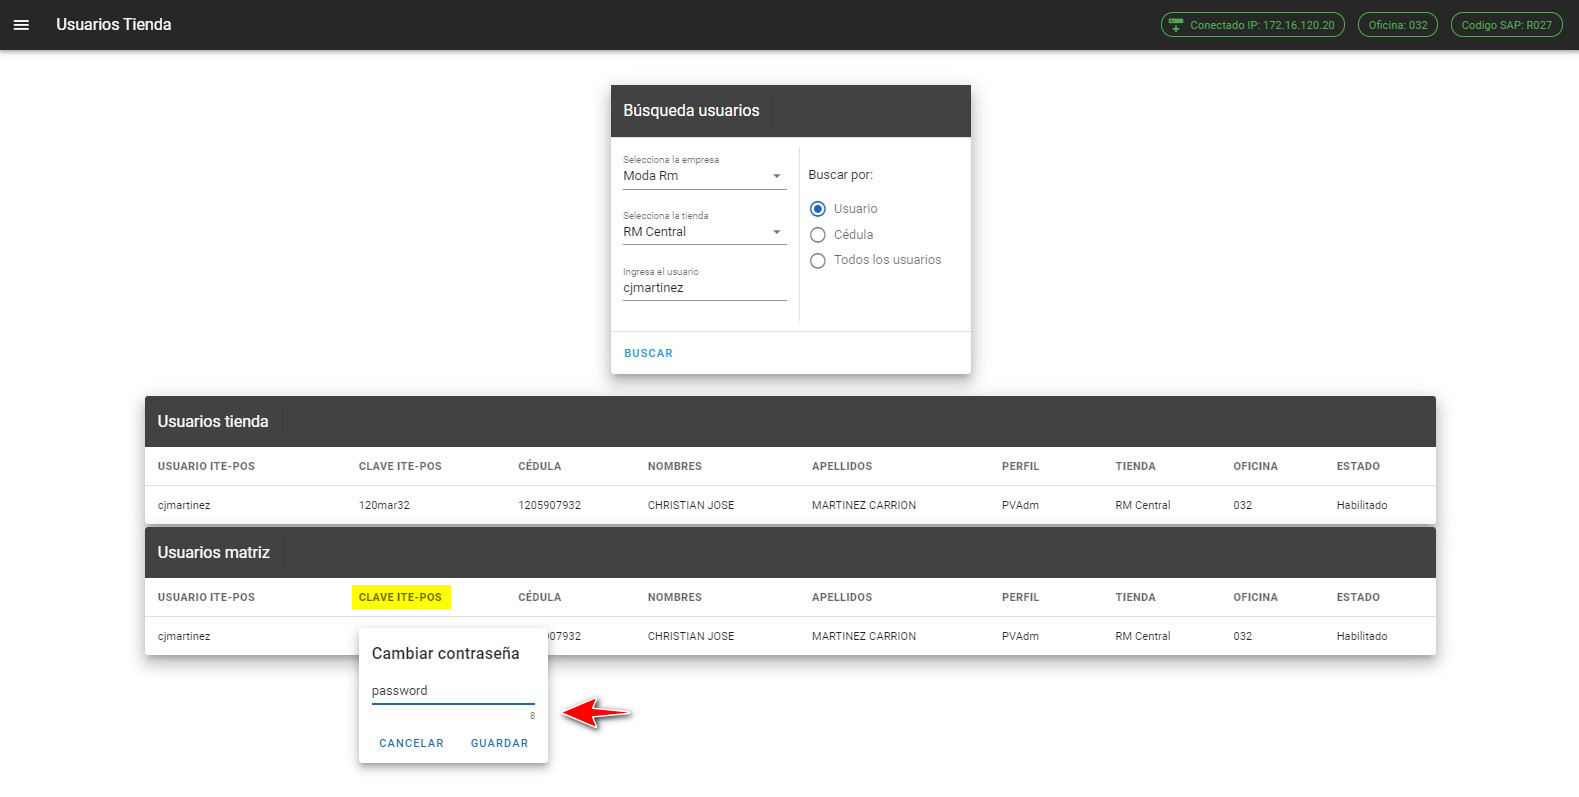 Usuarios Tienda
Conectado IP: 172.16.120.20
Oficina: 032
Codigo SAP: R027
Búsqueda usuarios
Selecciona la empresa
Moda Rm
Selecciona la tienda
RM Central
Ingresa el usuario
cjmartinez
Buscar por:
Usuario
Cédula
Todos los usuarios
BUSCAR
Usuarios tienda
USUARIO ITE-POS CLAVE ITE-POS CÉDULA NOMBRES APELLIDOS PERFIL TIENDA OFICINA ESTADO
cjmartinez 120mar32 1205907932 CHRISTIAN JOSE MARTINEZ CARRION PVAdm RM Central 032 Habilitado
Usuarios matriz
USUARIO ITE-POS CLAVE ITE-POS CÉDULA NOMBRES APELLIDOS PERFIL TIENDA OFICINA ESTADO
cjmartinez 07932 CHRISTIAN JOSE MARTINEZ CARRION PVAdm RM Central 032 Habilitado
Cambiar contraseña
password
8
CANCELAR GUARDAR